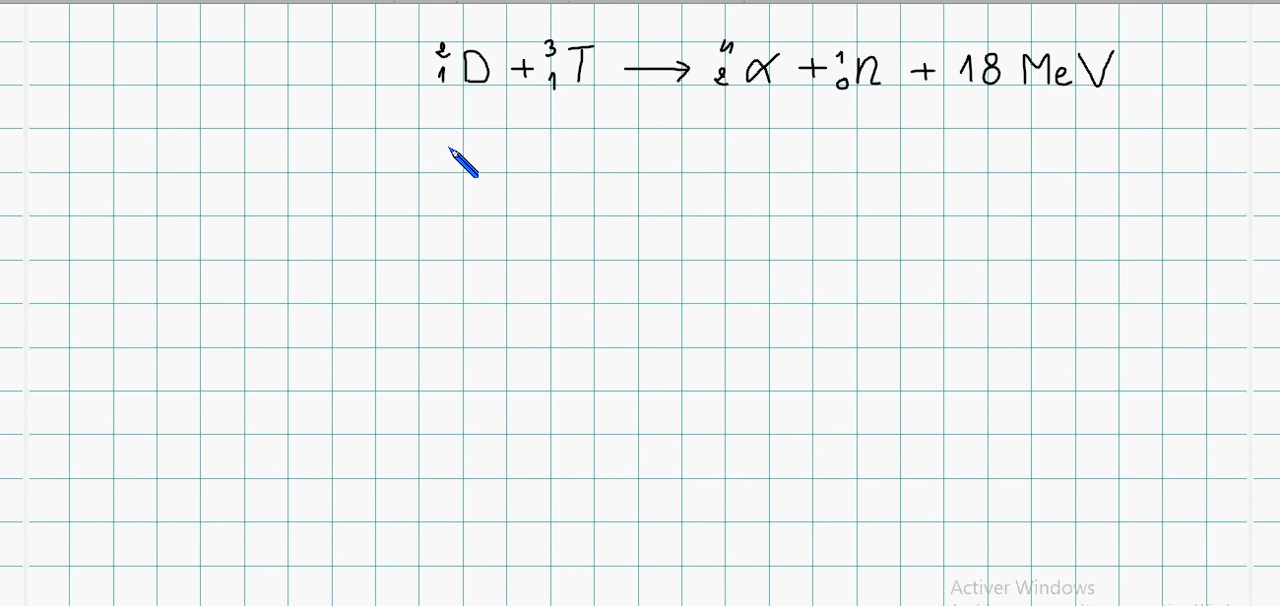 ²₁D + ³₁T ⟶ ⁴₂α + ¹₀n + 18 MeV
Activer Windows